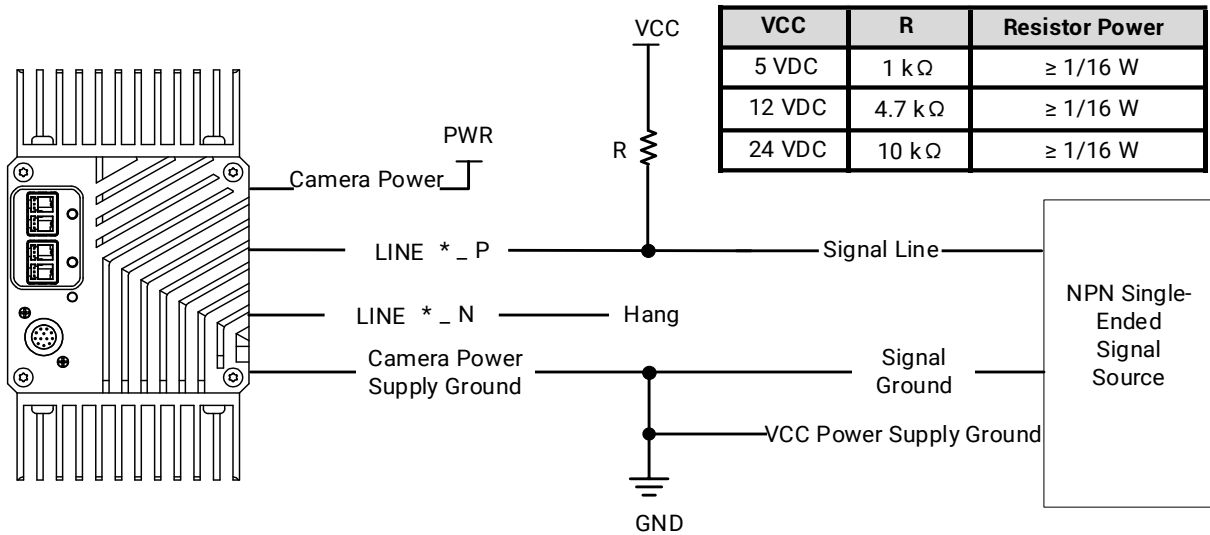 VCC
VCC R Resistor Power
5 VDC 1 kΩ ≥ 1/16 W
12 VDC 4.7 kΩ ≥ 1/16 W
24 VDC 10 kΩ ≥ 1/16 W
PWR
R
Camera Power
LINE *_ P
Signal Line
LINE *_ N
Hang
NPN Single-
Ended
Signal
Source
Camera Power
Supply Ground
Signal
Ground
VCC Power Supply Ground
GND